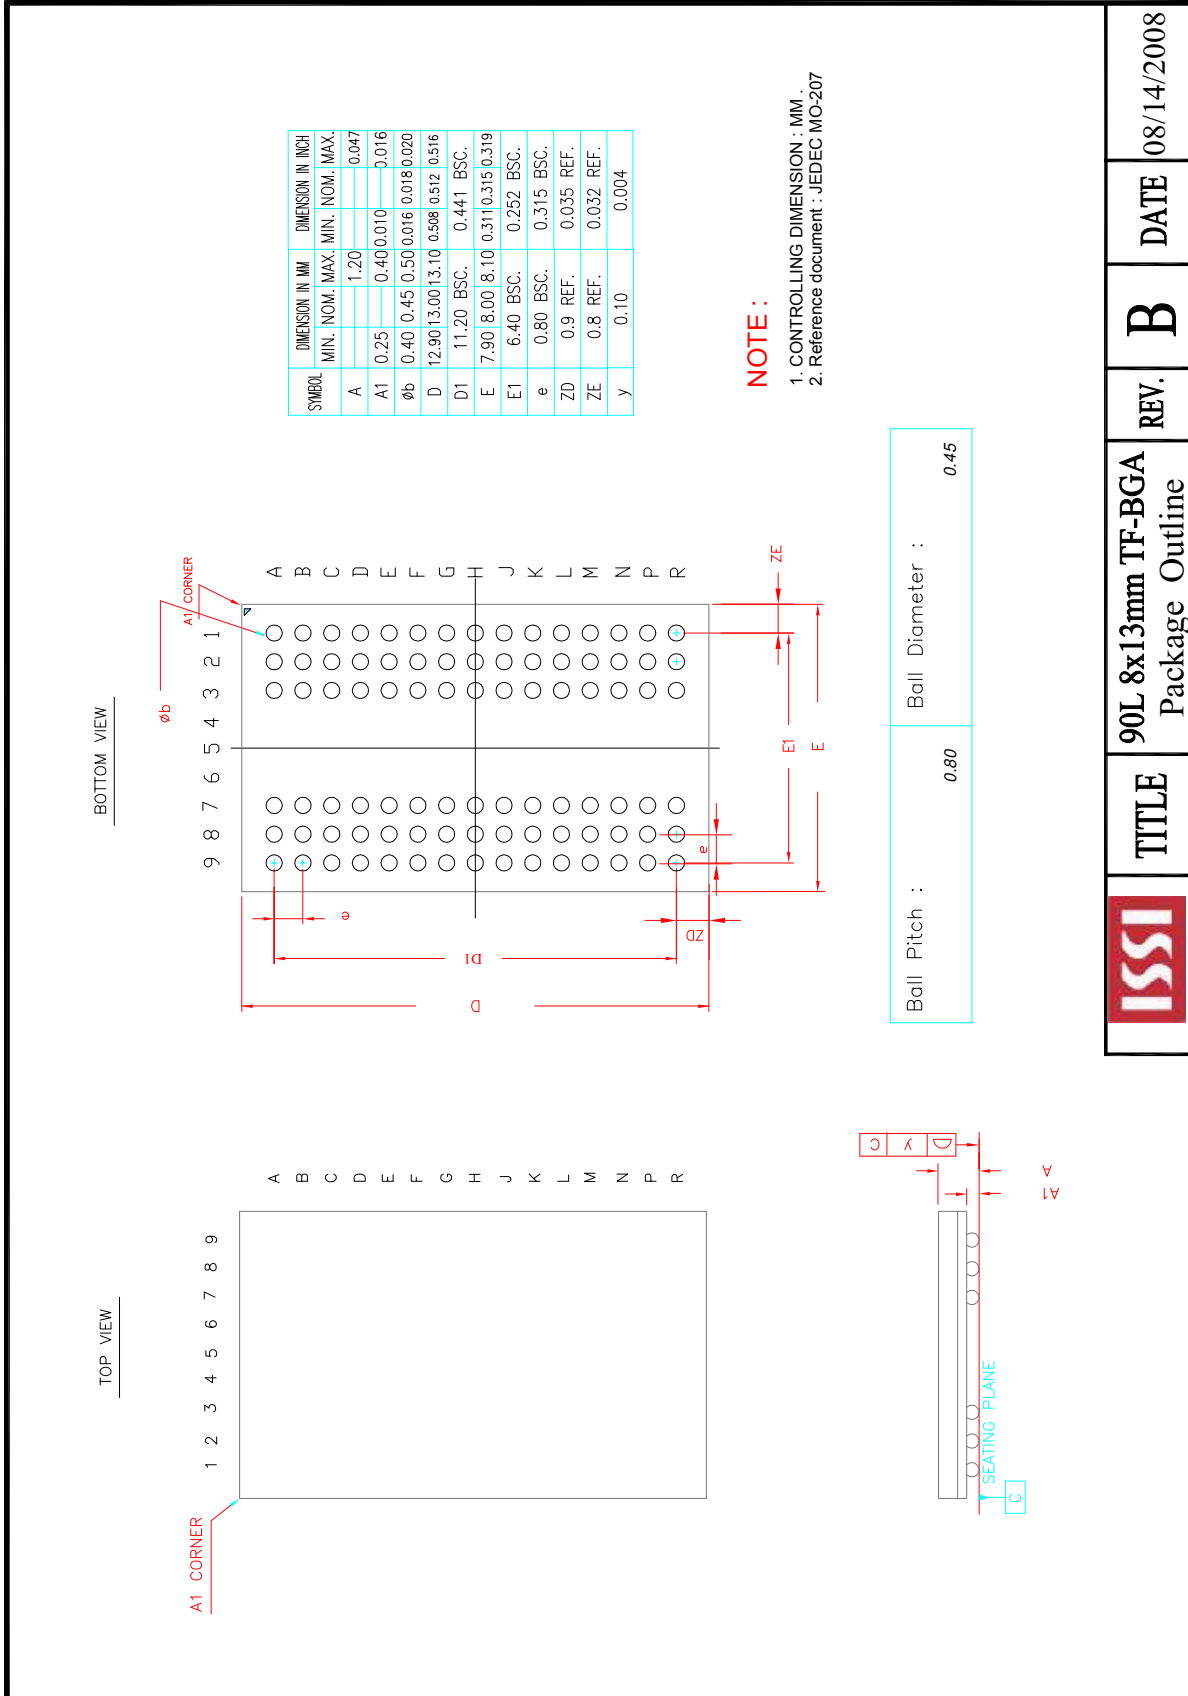 TOP VIEW
A1 CORNER
1 2 3 4 5 6 7 8 9
A
B
C
D
E
F
G
H
J
K
L
M
N
P
R
SEATING PLANE
C
C y
A1
A
BOTTOM VIEW
øb
A1 CORNER
9 8 7 6 5 4 3 2 1
A
B
C
D
E
F
G
H
J
K
L
M
N
P
R
e
D1
D
ZD
e
E1
E
ZE
SYMBOL DIMENSION IN MM DIMENSION IN INCH
MIN. NOM. MAX. MIN. NOM. MAX.
A 1.20 0.047
A1 0.25 0.40 0.010 0.016
øb 0.40 0.45 0.50 0.016 0.018 0.020
D 12.90 13.00 13.10 0.508 0.512 0.516
D1 11.20 BSC. 0.441 BSC.
E 7.90 8.00 8.10 0.311 0.315 0.319
E1 6.40 BSC. 0.252 BSC.
e 0.80 BSC. 0.315 BSC.
ZD 0.9 REF. 0.035 REF.
ZE 0.8 REF. 0.032 REF.
y 0.10 0.004
NOTE :
1. CONTROLLING DIMENSION : MM .
2. Reference document : JEDEC MO-207
Ball Pitch : 0.80 Ball Diameter : 0.45
ISSI
TITLE
90L 8x13mm TF-BGA
Package Outline
REV. B
DATE 08/14/2008